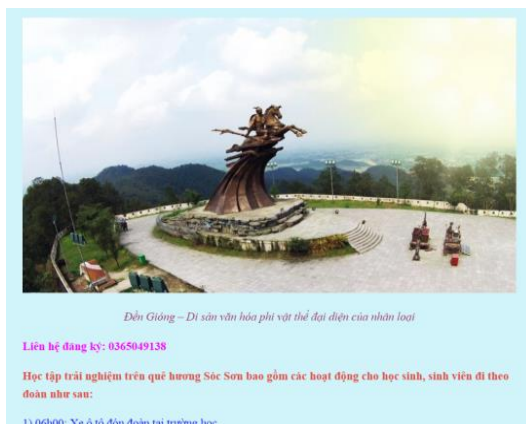 Đền Gióng – Di sản văn hóa phi vật thể đại diện của nhân loại
Liên hệ đăng ký: 0365049138
Học tập trải nghiệm trên quê hương Sóc Sơn bao gồm các hoạt động cho học sinh, sinh viên đi theo
đoàn như sau:
1) 06h00: Xe ô tô đón đoàn tại trường học